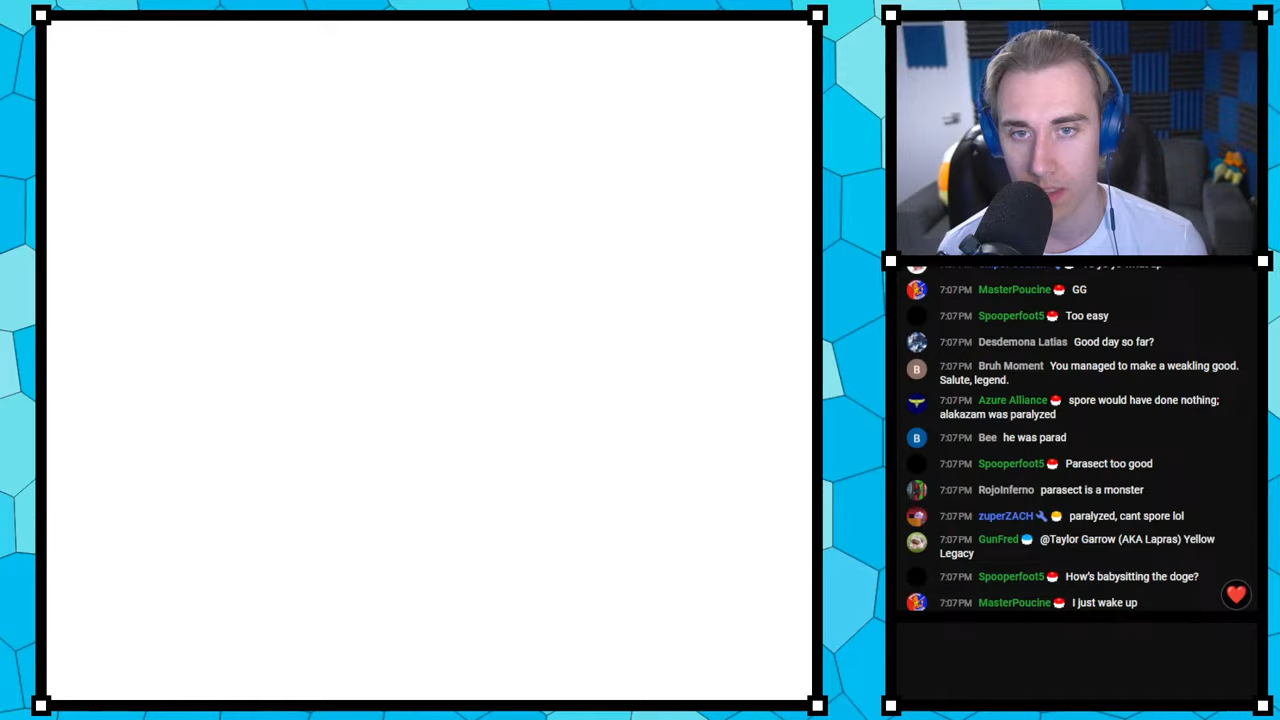 7:07 PM MasterPoucine GG
7:07 PM Spooperfoot5 Too easy
7:07 PM Desdemona Latias Good day so far?
B 7:07 PM Bruh Moment You managed to make a weakling good.
Salute, legend.
7:07 PM Azure Alliance spore would have done nothing;
alakazam was paralyzed
B 7:07 PM Bee he was parad
7:07 PM Spooperfoot5 Parasect too good
7:07 PM RojoInferno parasect is a monster
7:07 PM zuperZACH paralyzed, cant spore lol
7:07 PM GunFred @Taylor Garrow (AKA Lapras) Yellow
Legacy
7:07 PM Spooperfoot5 How's babysitting the doge?
7:07 PM MasterPoucine I just wake up